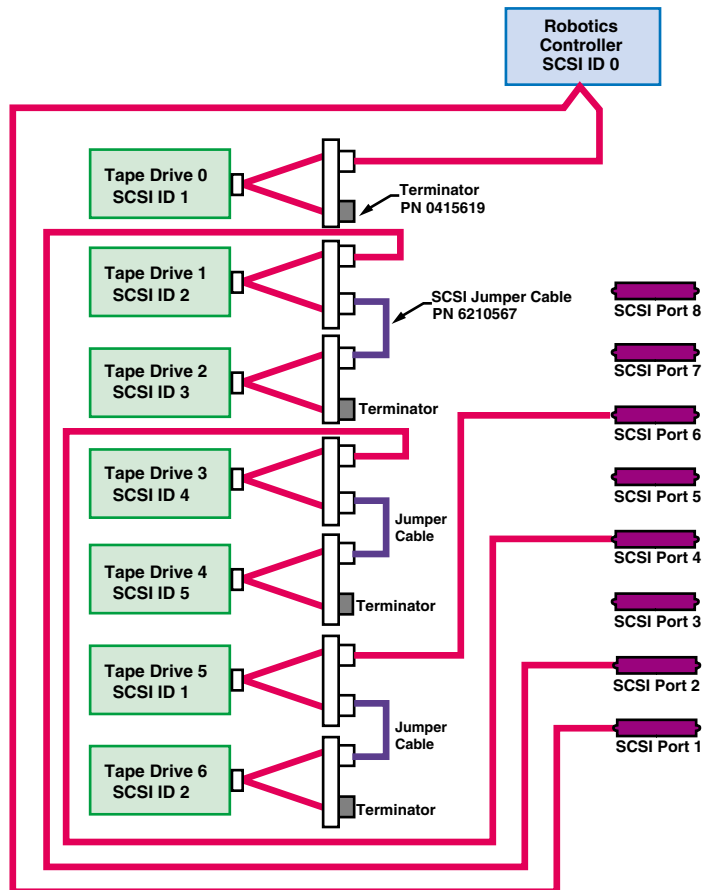 Robotics
Controller
SCSI ID 0
Tape Drive 0
SCSI ID 1
Terminator
PN 0415619
Tape Drive 1
SCSI ID 2
SCSI Jumper Cable
PN 6210567
SCSI Port 8
Tape Drive 2
SCSI ID 3
Terminator
SCSI Port 7
SCSI Port 6
Tape Drive 3
SCSI ID 4
Jumper
Cable
SCSI Port 5
SCSI Port 4
Tape Drive 4
SCSI ID 5
Terminator
SCSI Port 3
Tape Drive 5
SCSI ID 1
SCSI Port 2
Jumper
Cable
SCSI Port 1
Tape Drive 6
SCSI ID 2
Terminator